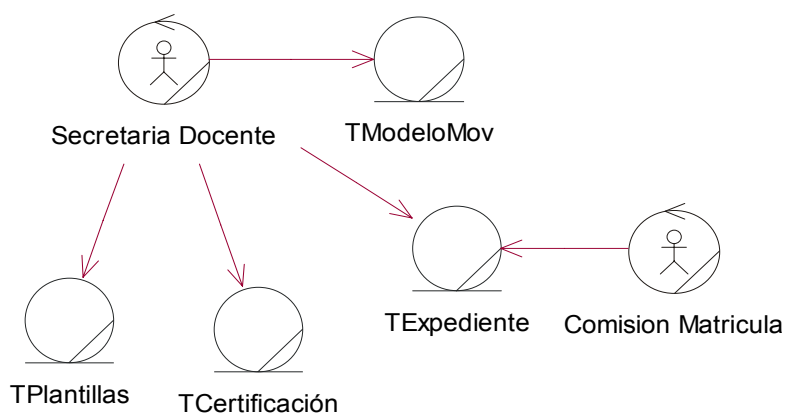 Secretaria Docente
TModeloMov
TExpediente
Comision Matricula
TPlantillas
TCertificación